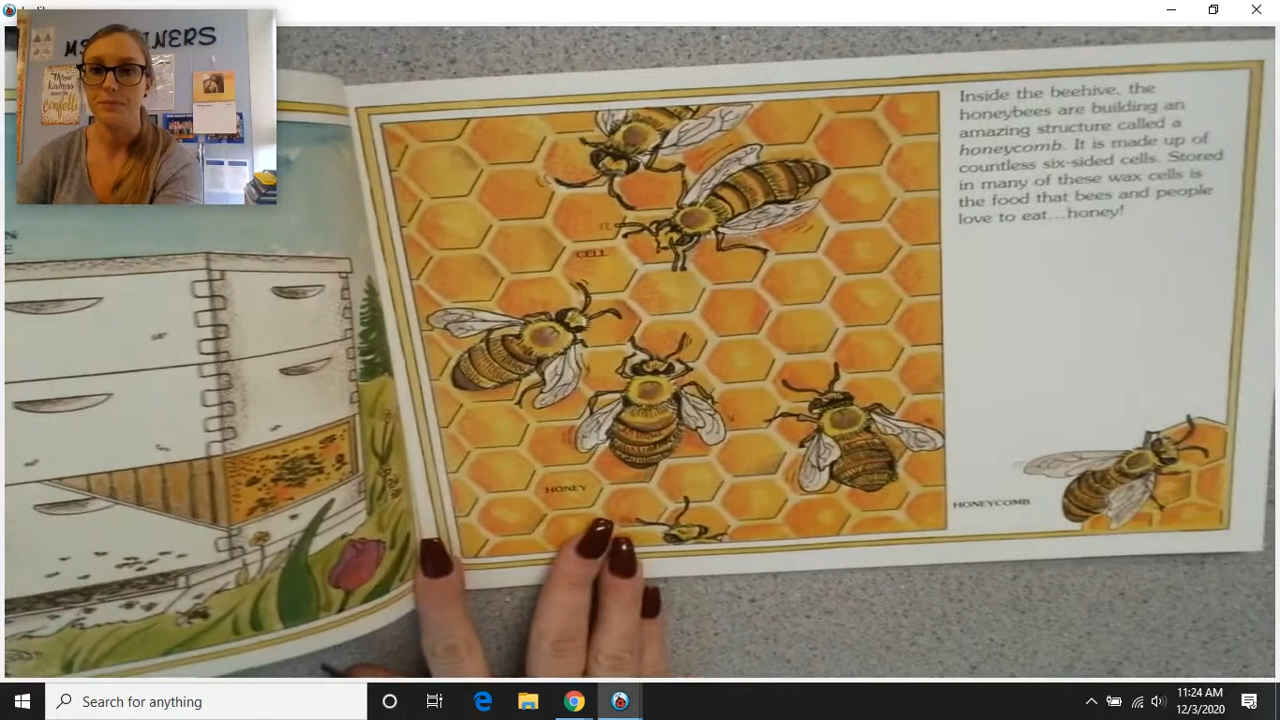 Inside the beehive, the
honeybees are building an
amazing structure called a
honeycomb. It is made up of
countless six-sided cells. Stored
in many of these wax cells is
the food that bees and people
love to eat...honey!
CELL
HONEY
HONEYCOMB
confetti
Search for anything
11:24 AM
12/3/2020